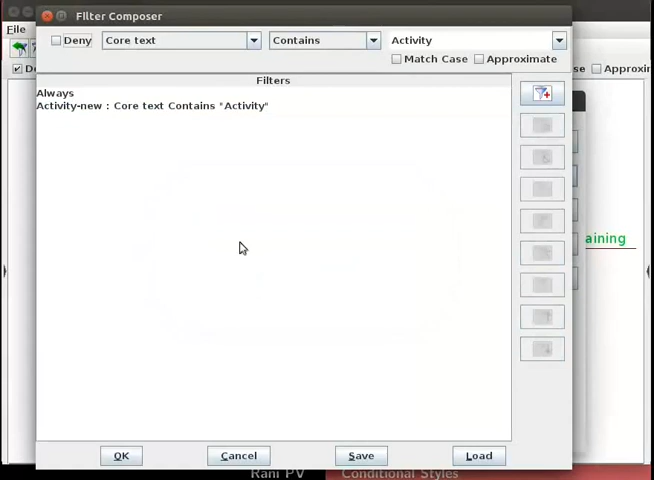 Filter Composer
File
Deny Core text Contains Activity
Match Case Approximate
Filters
Always
Activity-new : Core text Contains "Activity"
aining
OK Cancel Save Load
Rani PV Conditional Styles